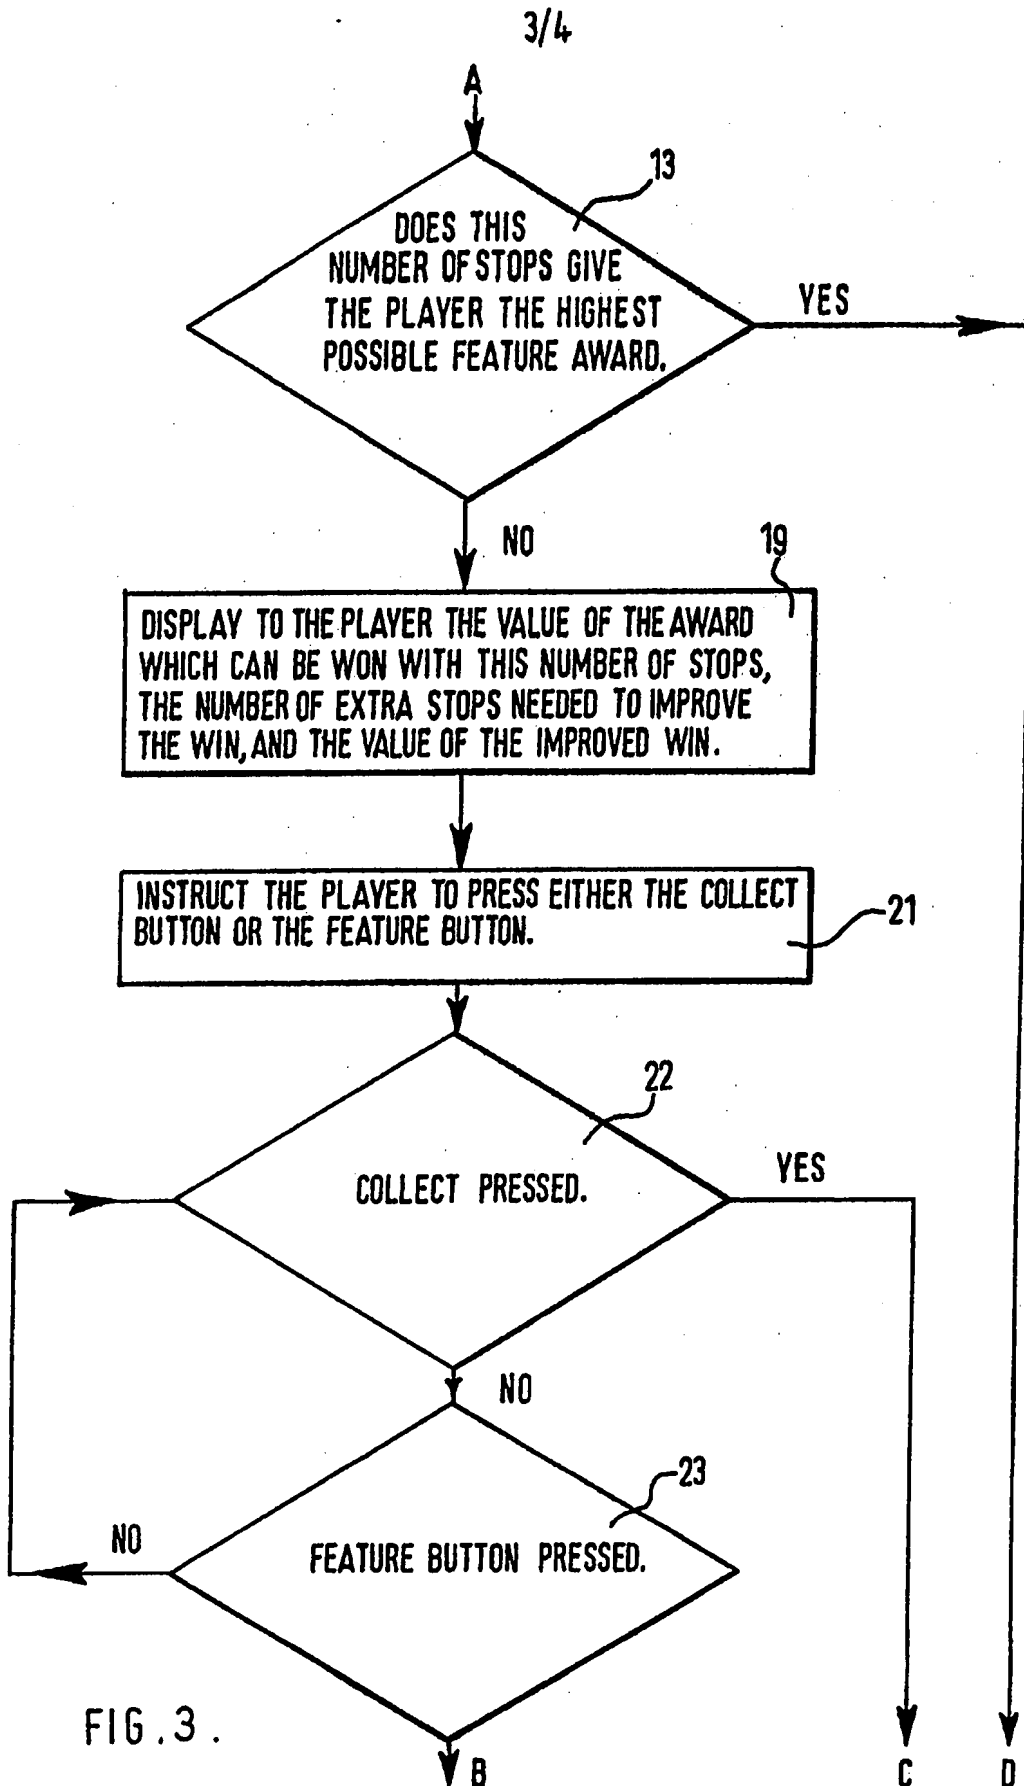 3/4
A
13
DOES THIS
NUMBER OF STOPS GIVE
THE PLAYER THE HIGHEST
POSSIBLE FEATURE AWARD.
YES
NO
19
DISPLAY TO THE PLAYER THE VALUE OF THE AWARD
WHICH CAN BE WON WITH THIS NUMBER OF STOPS,
THE NUMBER OF EXTRA STOPS NEEDED TO IMPROVE
THE WIN, AND THE VALUE OF THE IMPROVED WIN.
INSTRUCT THE PLAYER TO PRESS EITHER THE COLLECT
BUTTON OR THE FEATURE BUTTON.
21
22
COLLECT PRESSED.
YES
NO
23
FEATURE BUTTON PRESSED.
NO
FIG.3.
B
C
D